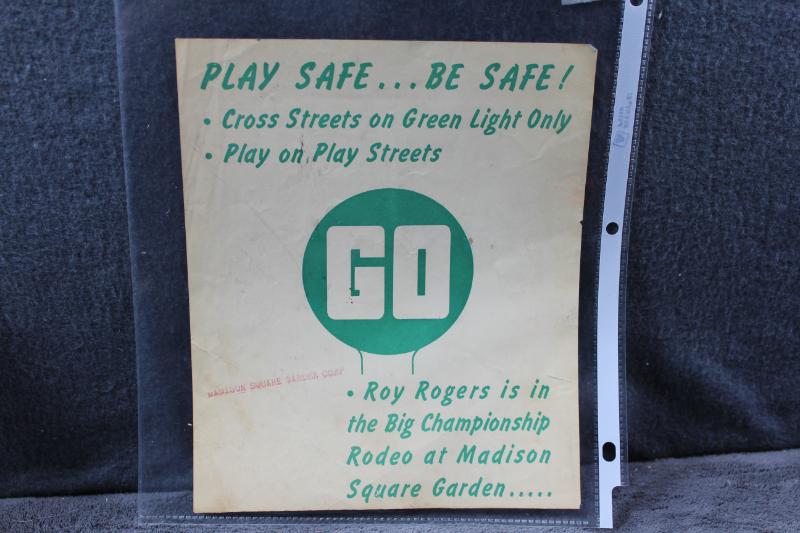 PLAY SAFE...BE SAFE!
• Cross Streets on Green Light Only
• Play on Play Streets
GO
MADISON SQUARE GARDEN CORP
• Roy Rogers is in
the Big Championship
Rodeo at Madison
Square Garden.....